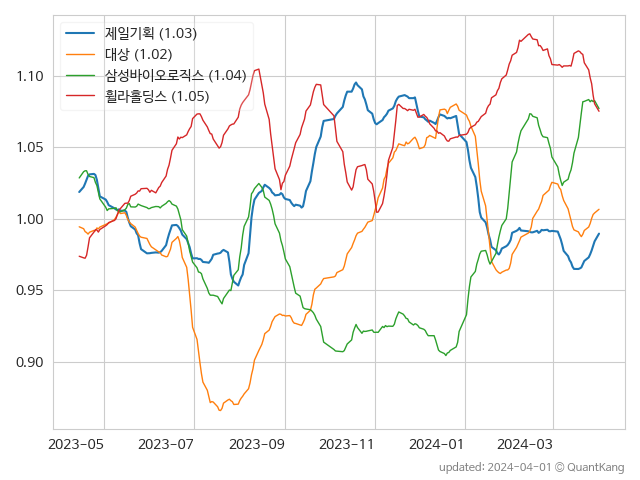 제일기획 (1.03)
대상 (1.02)
삼성바이오로직스 (1.04)
휠라홀딩스 (1.05)
1.10
1.05
1.00
0.95
0.90
2023-05 2023-07 2023-09 2023-11 2024-01 2024-03
updated: 2024-04-01 © QuantKang